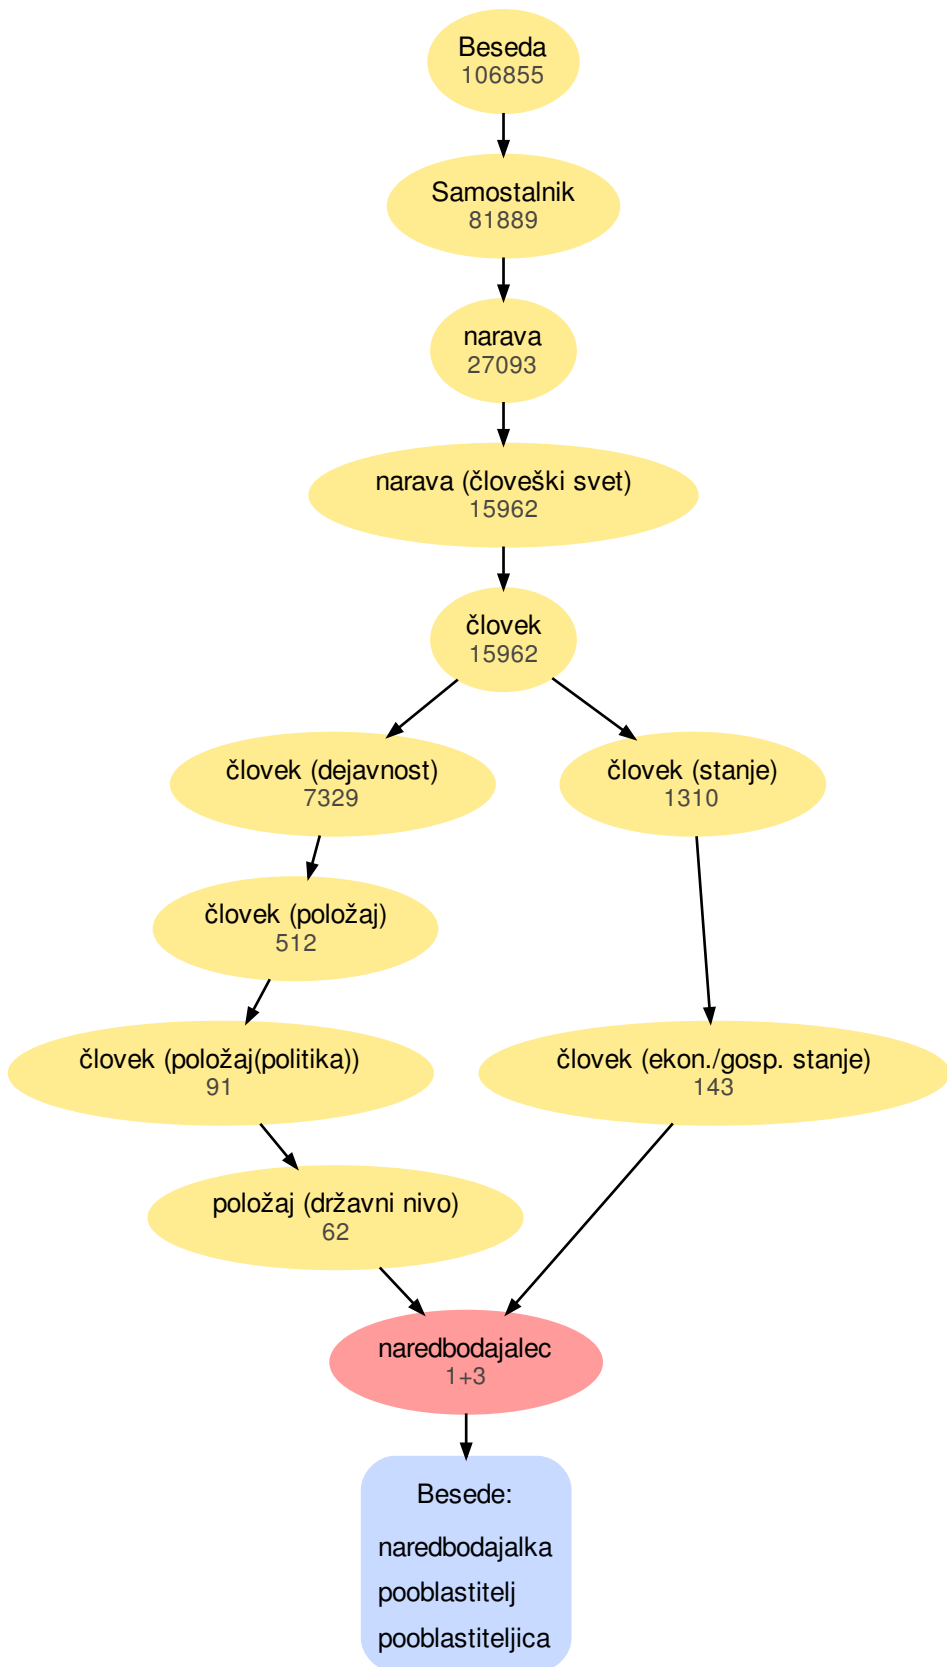 Beseda
106855
Samostalnik
81889
narava
27093
narava (človeški svet)
15962
človek
15962
človek (dejavnost)
7329
človek (stanje)
1310
človek (položaj)
512
človek (položaj(politika))
91
človek (ekon./gosp. stanje)
143
položaj (državni nivo)
62
naredbodajalec
1+3
Besede:
naredbodajalka
pooblastitelj
pooblastiteljica